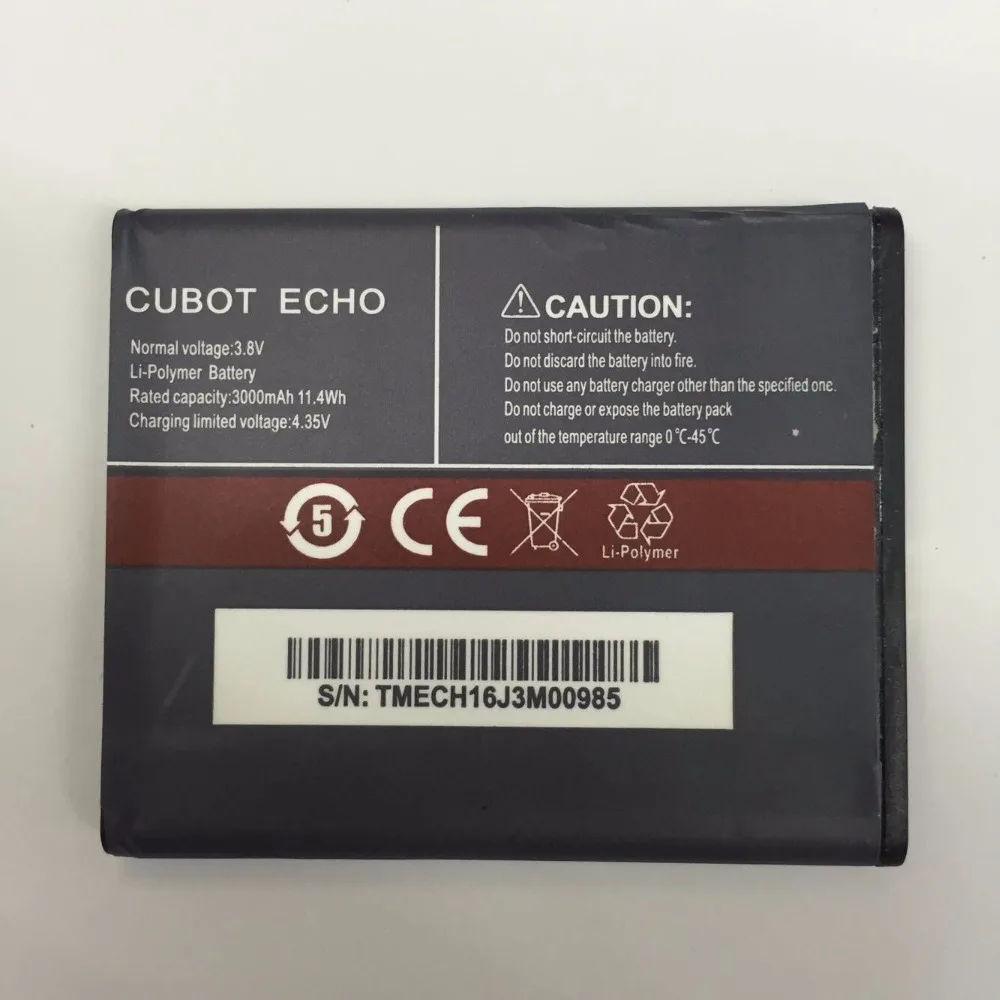 CUBOT ECHO
Normal voltage:3.8V
Li-Polymer Battery
Rated capacity:3000mAh 11.4Wh
Charging limited voltage:4.35V
CAUTION:
Do not short-circuit the battery.
Do not discard the battery into fire.
Do not use any battery charger other than the specified one.
Do not charge or expose the battery pack
out of the temperature range 0℃-45℃
5
CE
Li-Polymer
S/N: TMECH16J3M00985